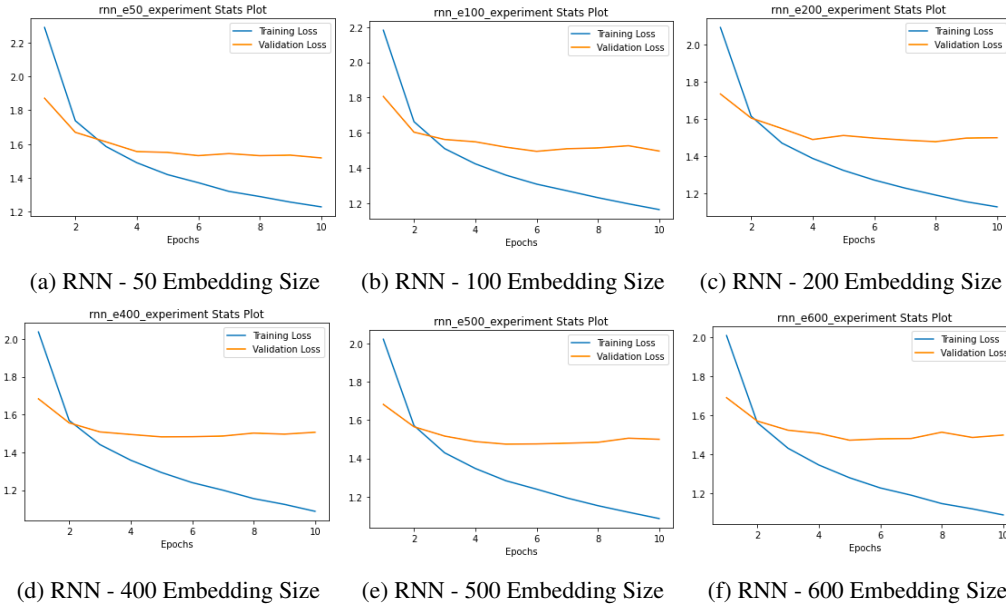 rnn_e50_experiment Stats Plot
Training Loss
Validation Loss
2.2
2.0
1.8
1.6
1.4
1.2
2 4 6 8 10
Epochs
(a) RNN - 50 Embedding Size
rnn_e100_experiment Stats Plot
Training Loss
Validation Loss
2.2
2.0
1.8
1.6
1.4
1.2
2 4 6 8 10
Epochs
(b) RNN - 100 Embedding Size
rnn_e200_experiment Stats Plot
Training Loss
Validation Loss
2.0
1.8
1.6
1.4
1.2
2 4 6 8 10
Epochs
(c) RNN - 200 Embedding Size
rnn_e400_experiment Stats Plot
Training Loss
Validation Loss
2.0
1.8
1.6
1.4
1.2
2 4 6 8 10
Epochs
(d) RNN - 400 Embedding Size
rnn_e500_experiment Stats Plot
Training Loss
Validation Loss
2.0
1.8
1.6
1.4
1.2
2 4 6 8 10
Epochs
(e) RNN - 500 Embedding Size
rnn_e600_experiment Stats Plot
Training Loss
Validation Loss
2.0
1.8
1.6
1.4
1.2
2 4 6 8 10
Epochs
(f) RNN - 600 Embedding Size